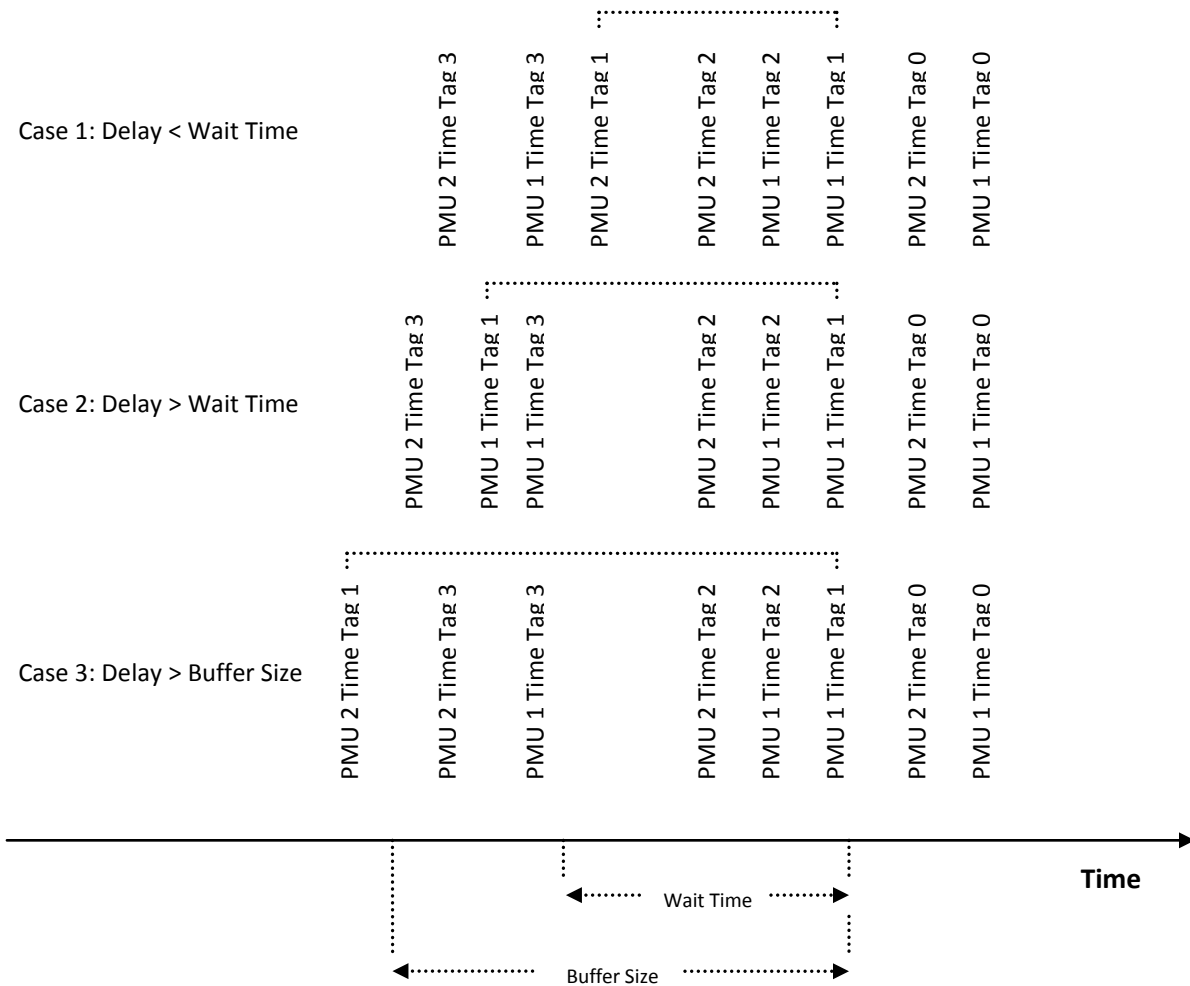 Case 1: Delay < Wait Time
PMU 2 Time Tag 3
PMU 1 Time Tag 3
PMU 2 Time Tag 1
PMU 2 Time Tag 2
PMU 1 Time Tag 2
PMU 1 Time Tag 1
PMU 2 Time Tag 0
PMU 1 Time Tag 0
Case 2: Delay > Wait Time
PMU 2 Time Tag 3
PMU 1 Time Tag 1
PMU 1 Time Tag 3
PMU 2 Time Tag 2
PMU 1 Time Tag 2
PMU 1 Time Tag 1
PMU 2 Time Tag 0
PMU 1 Time Tag 0
Case 3: Delay > Buffer Size
PMU 2 Time Tag 1
PMU 2 Time Tag 3
PMU 1 Time Tag 3
PMU 2 Time Tag 2
PMU 1 Time Tag 2
PMU 1 Time Tag 1
PMU 2 Time Tag 0
PMU 1 Time Tag 0
Time
Wait Time
Buffer Size